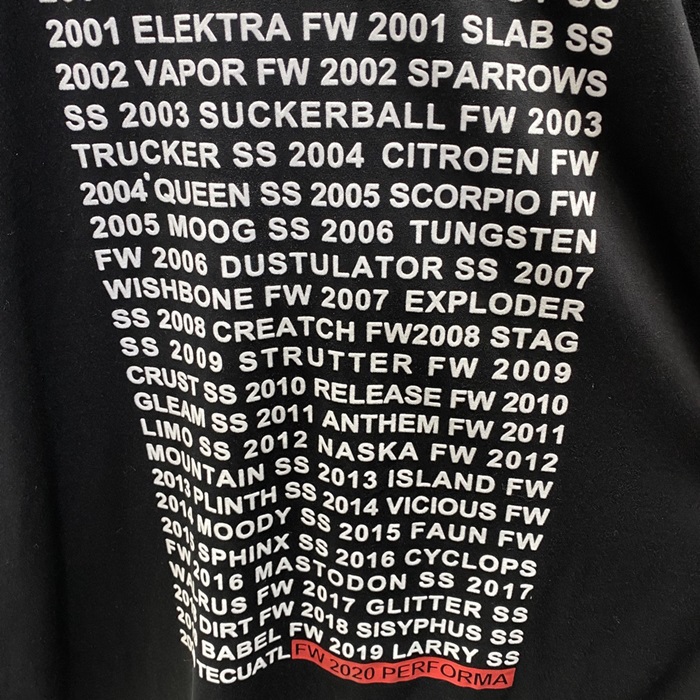 2001 ELEKTRA FW 2001 SLAB SS
2002 VAPOR FW 2002 SPARROWS
SS 2003 SUCKERBALL FW 2003
TRUCKER SS 2004 CITROEN FW
2004 QUEEN SS 2005 SCORPIO FW
2005 MOOG SS 2006 TUNGSTEN
FW 2006 DUSTULATOR SS 2007
WISHBONE FW 2007 EXPLODER
SS 2008 CREATCH FW2008 STAG
SS 2009 STRUTTER FW 2009
CRUST SS 2010 RELEASE FW 2010
GLEAM SS 2011 ANTHEM FW 2011
LIMO SS 2012 NASKA FW 2012
MOUNTAIN SS 2013 ISLAND FW
2013 PLINTH SS 2014 VICIOUS FW
2014 MOODY SS 2015 FAUN FW
2015 SPHINX SS 2016 CYCLOPS
FW 2016 MASTODON SS 2017
WALRUS FW 2017 GLITTER SS
DIRT FW 2018 SISYPHUS SS
BABEL FW 2019 LARRY SS
TECUATL FW 2020 PERFORMA